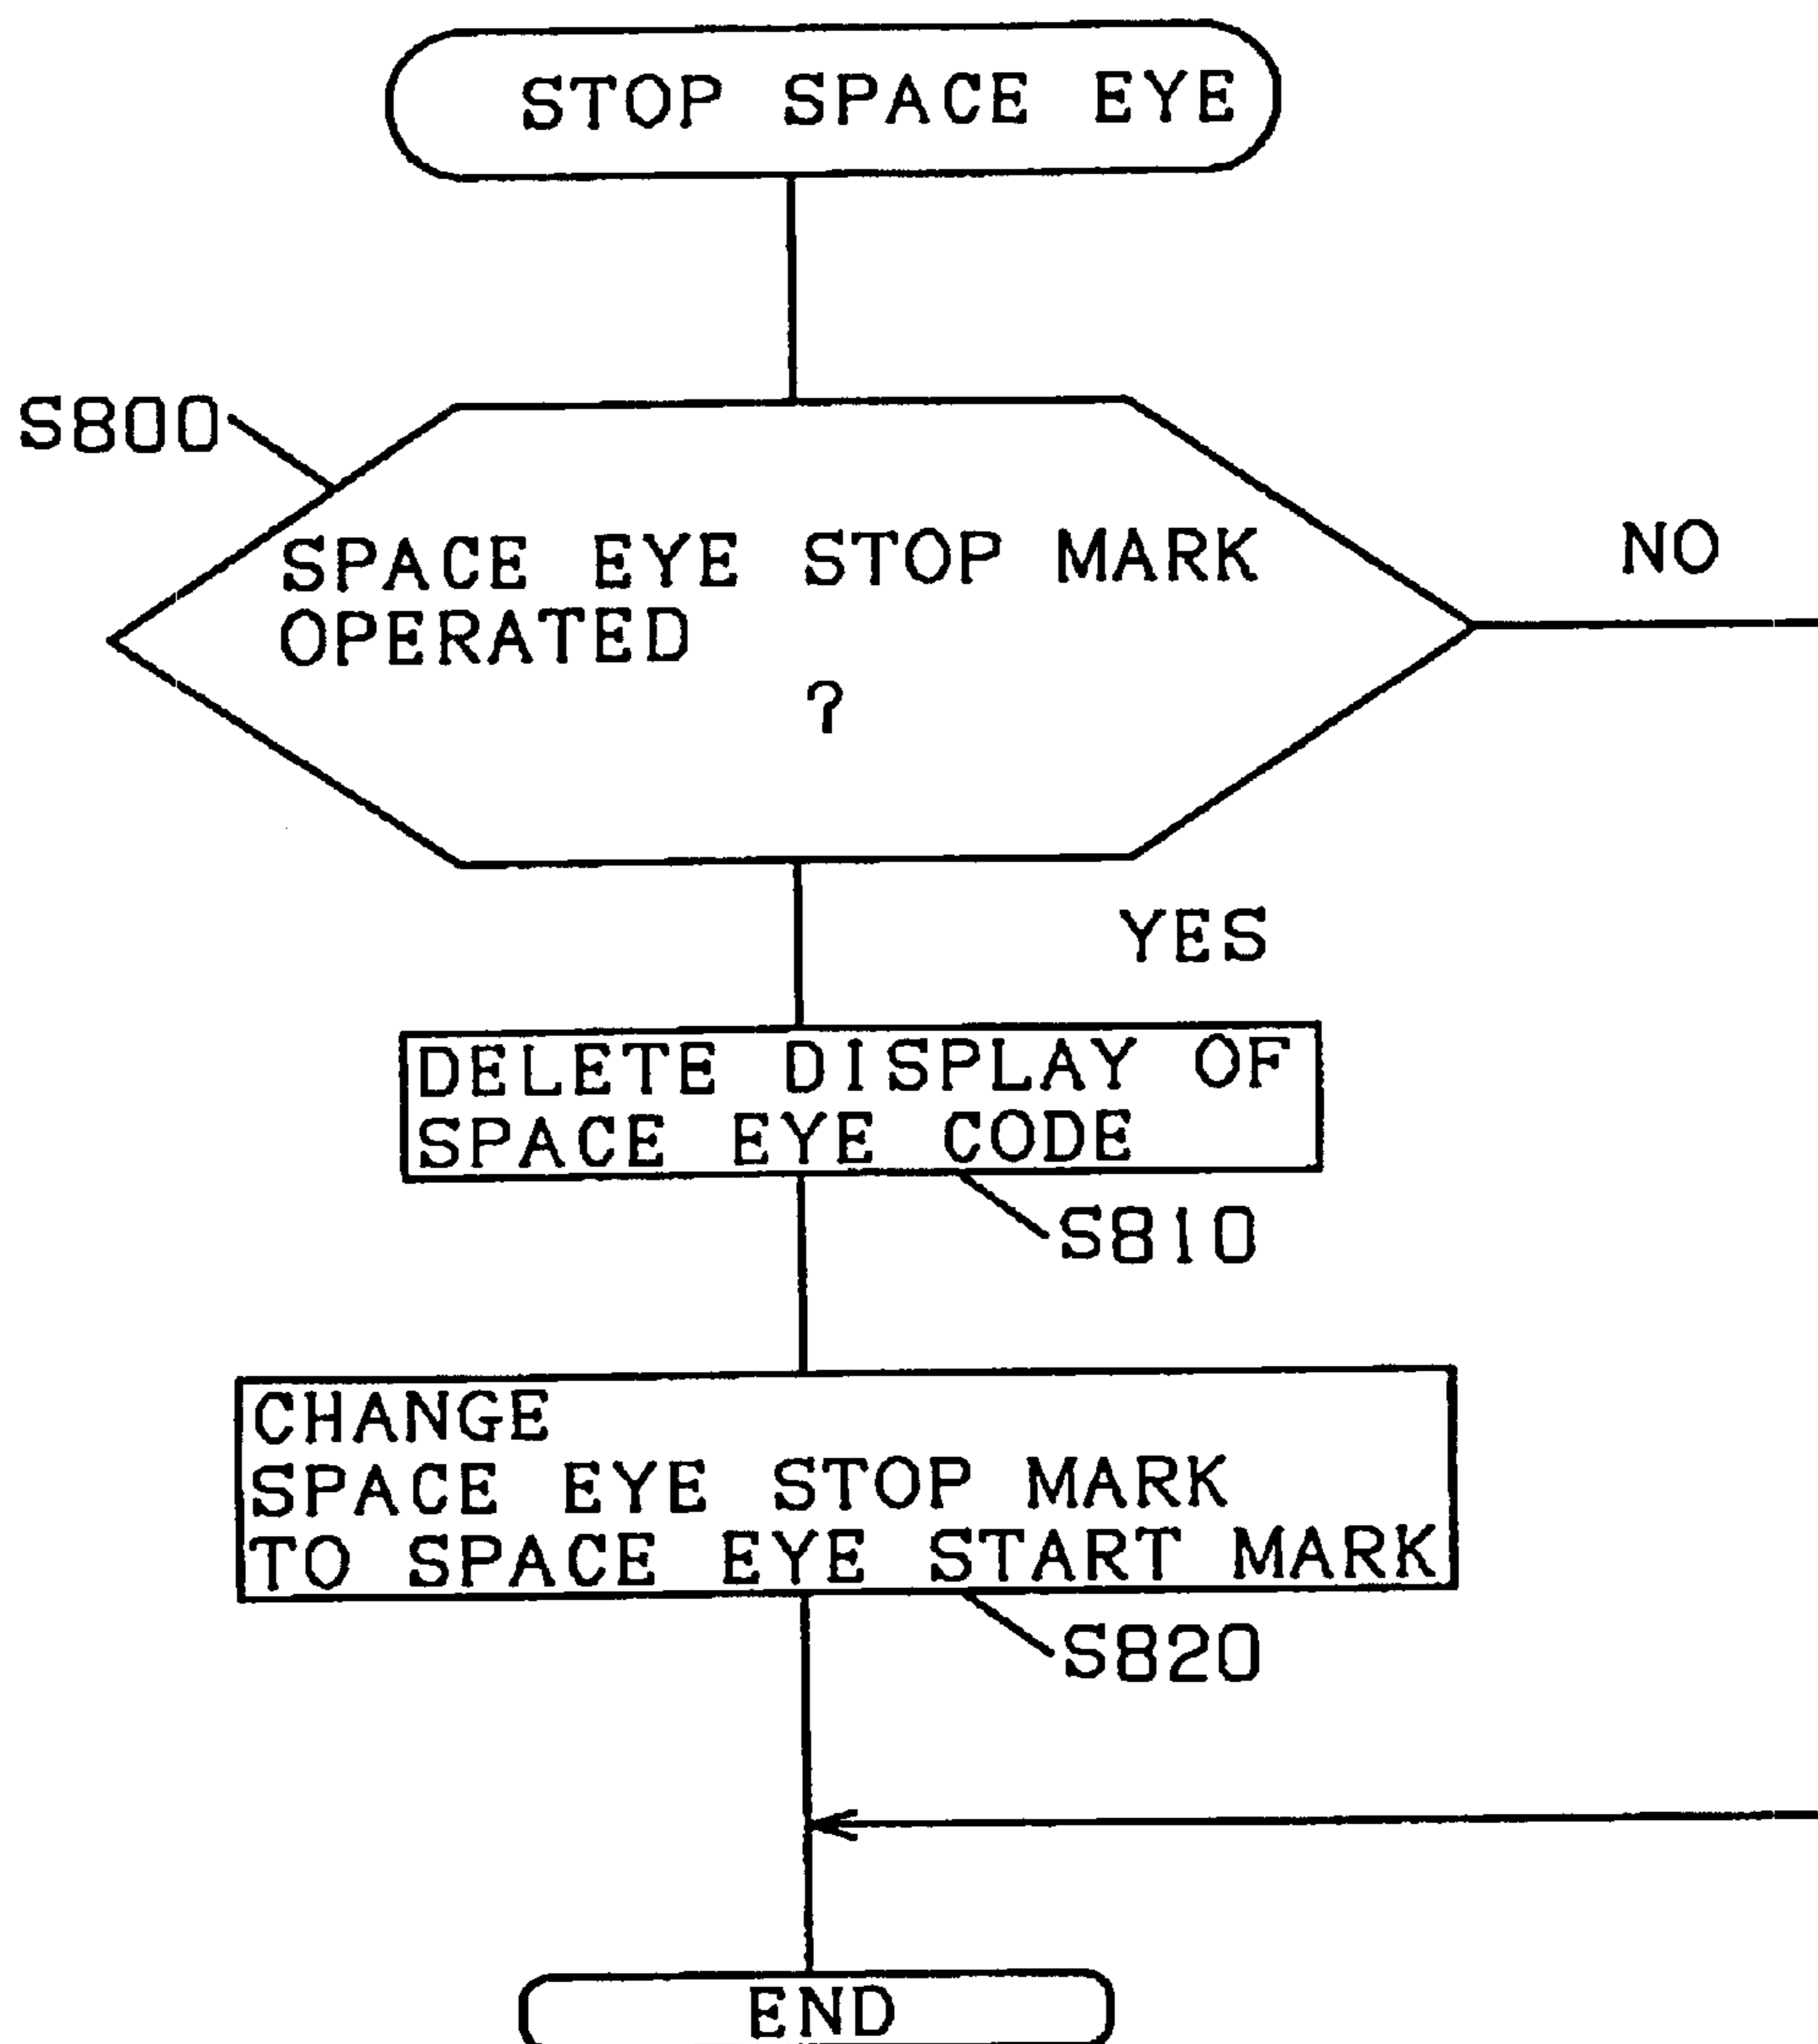 STOP SPACE EYE
S800
SPACE EYE STOP MARK
OPERATED
?
NO
YES
DELETE DISPLAY OF
SPACE EYE CODE
S810
CHANGE
SPACE EYE STOP MARK
TO SPACE EYE START MARK
S820
END